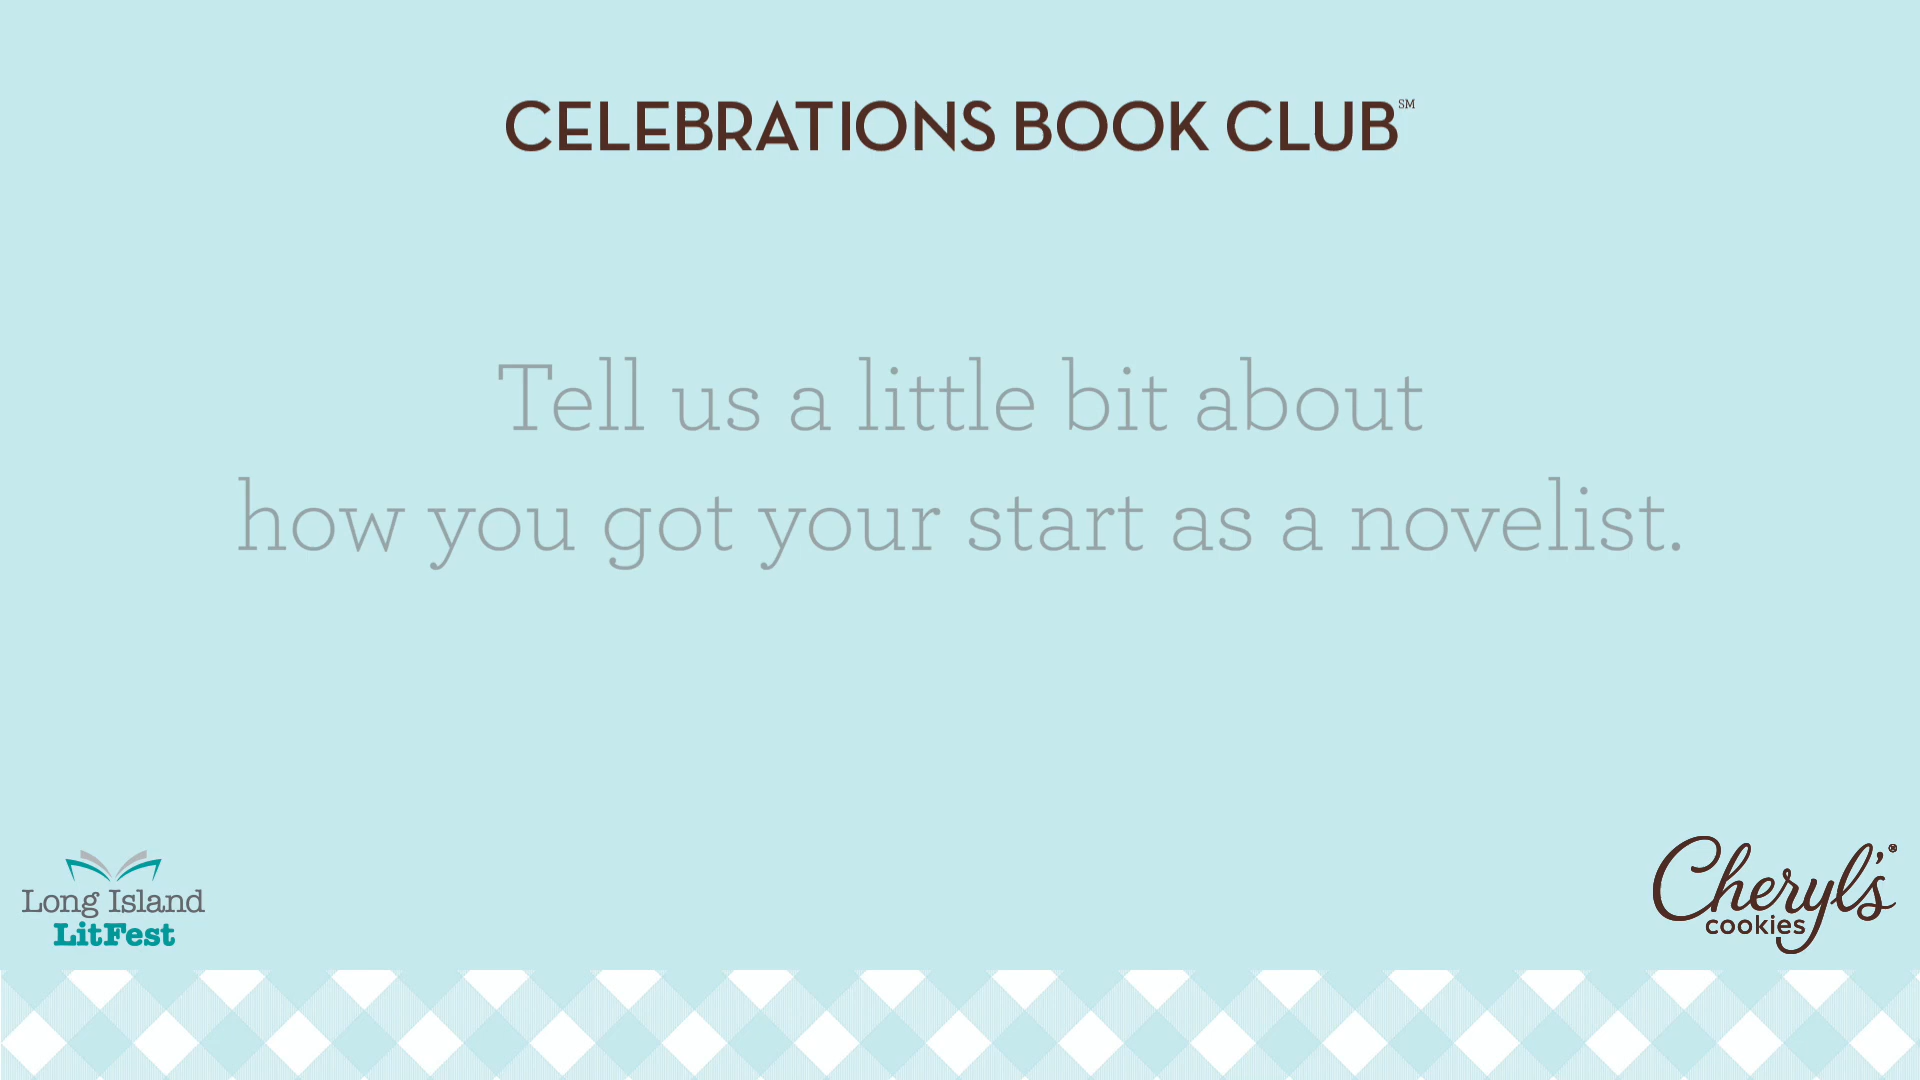 CELEBRATIONS BOOK CLUB℠
Tell us a little bit about
how you got your start as a novelist.
Long Island
LitFest
Cheryl's®
cookies